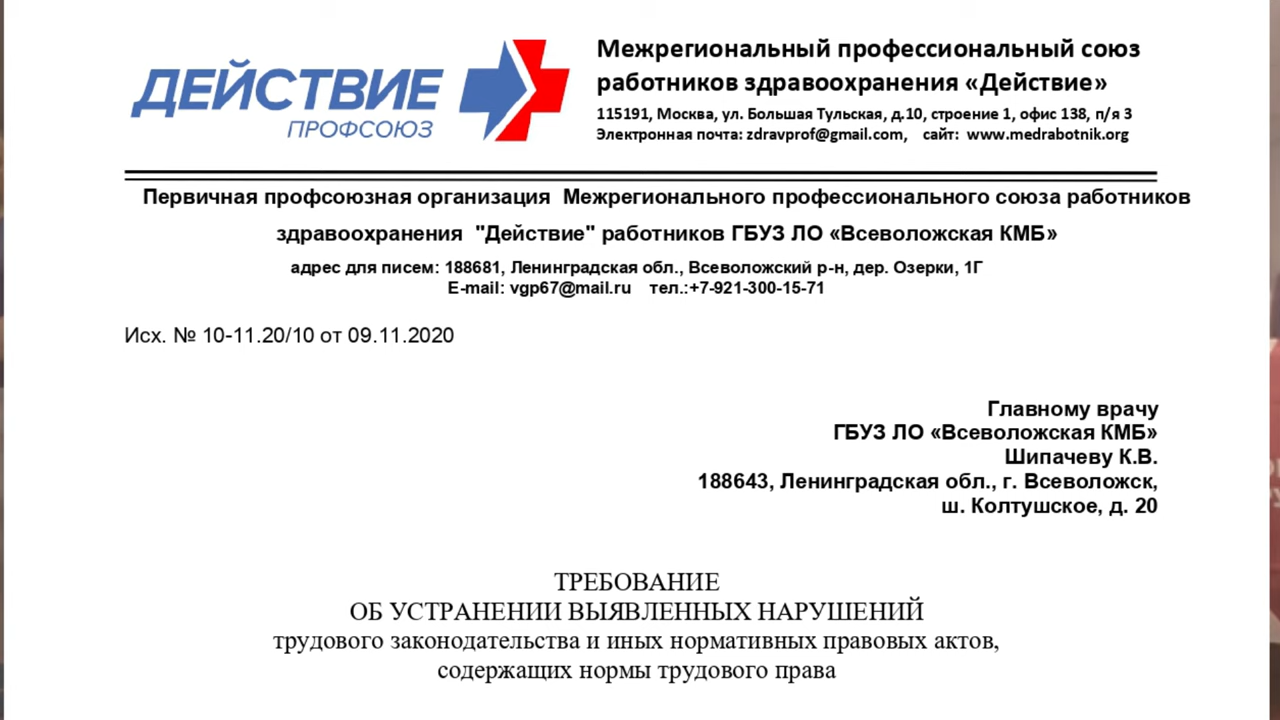 ДЕЙСТВИЕ
ПРОФСОЮЗ
Межрегиональный профессиональный союз
работников здравоохранения «Действие»
115191, Москва, ул. Большая Тульская, д.10, строение 1, офис 138, п/я 3
Электронная почта: zdravprof@gmail.com, сайт: www.medrabotnik.org
Первичная профсоюзная организация Межрегионального профессионального союза работников
здравоохранения "Действие" работников ГБУЗ ЛО «Всеволожская КМБ»
адрес для писем: 188681, Ленинградская обл., Всеволожский р-н, дер. Озерки, 1Г
E-mail: vgp67@mail.ru тел.:+7-921-300-15-71
Исх. № 10-11.20/10 от 09.11.2020
Главному врачу
ГБУЗ ЛО «Всеволожская КМБ»
Шипачеву К.В.
188643, Ленинградская обл., г. Всеволожск,
ш. Колтушское, д. 20
ТРЕБОВАНИЕ
ОБ УСТРАНЕНИИ ВЫЯВЛЕННЫХ НАРУШЕНИЙ
трудового законодательства и иных нормативных правовых актов,
содержащих нормы трудового права